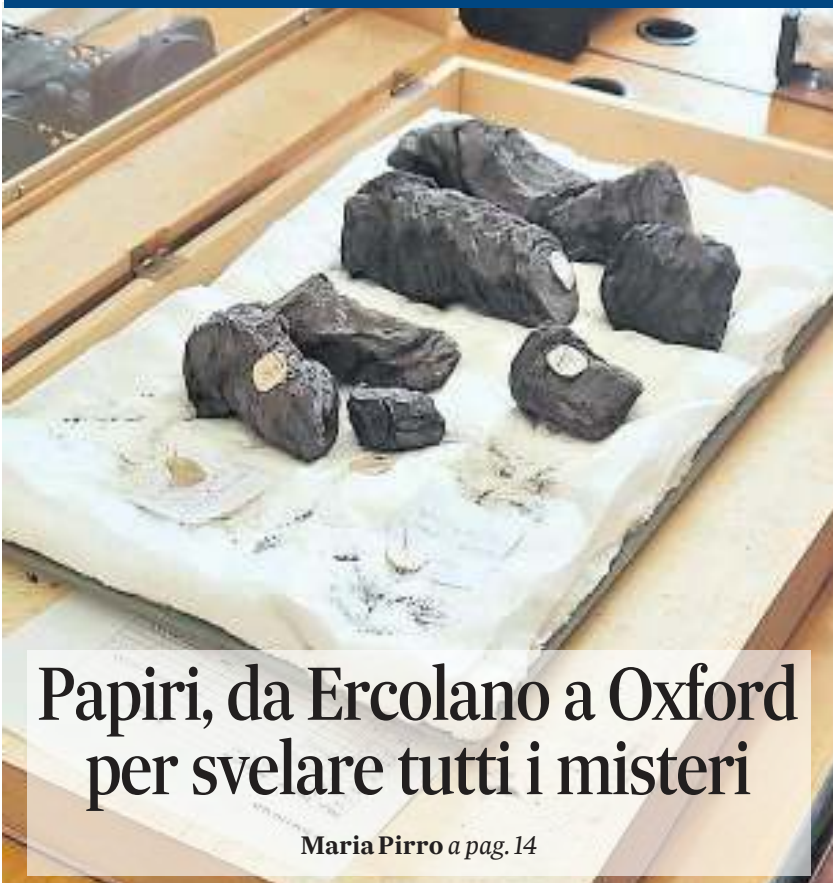 Papiri, da Ercolano a Oxford
per svelare tutti i misteri
Maria Pirro a pag. 14